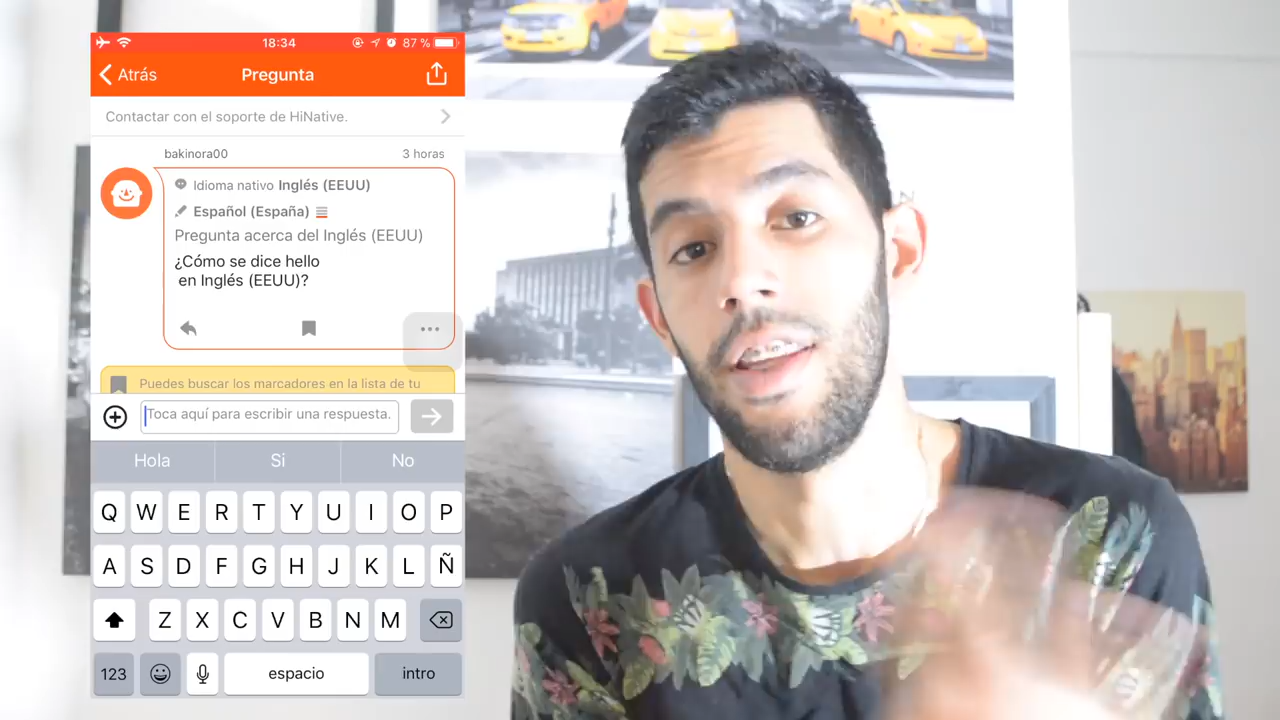 18:34
87 %
Atrás
Pregunta
Contactar con el soporte de HiNative.
bakinora00
3 horas
Idioma nativo Inglés (EEUU)
Español (España)
Pregunta acerca del Inglés (EEUU)
¿Cómo se dice hello
en Inglés (EEUU)?
Puedes buscar los marcadores en la lista de tu
Toca aquí para escribir una respuesta.
Hola Si No
Q W E R T Y U I O P
A S D F G H J K L Ñ
Z X C V B N M
123 espacio intro